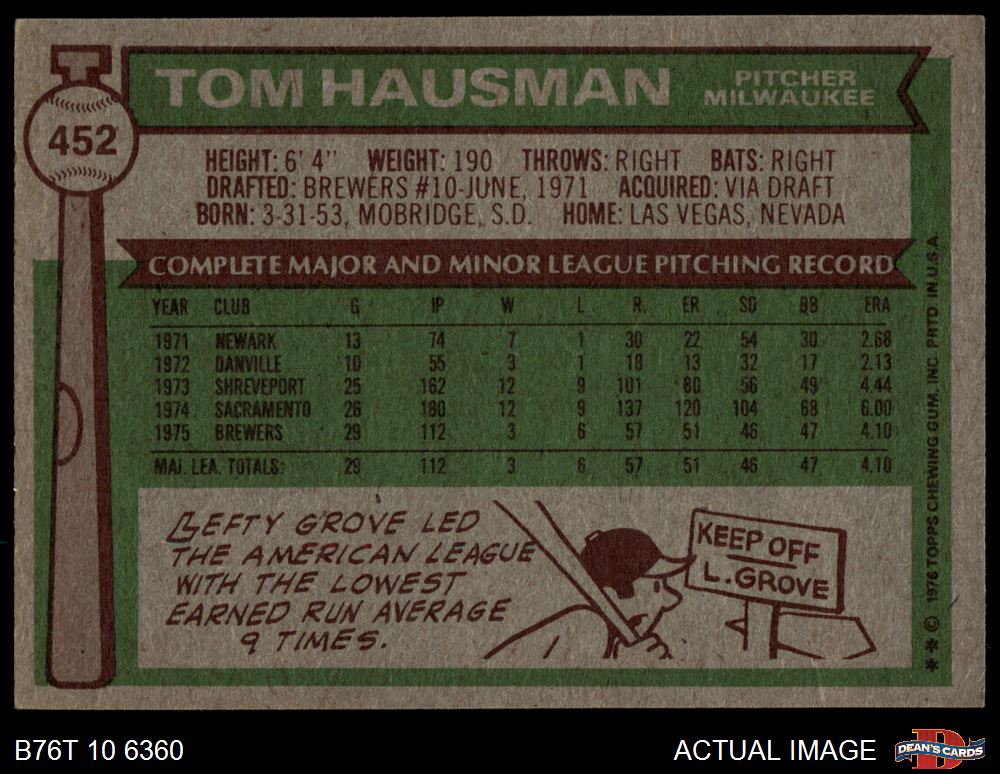 452
TOM HAUSMAN
PITCHER
MILWAUKEE
HEIGHT: 6' 4" WEIGHT: 190 THROWS: RIGHT BATS: RIGHT
DRAFTED: BREWERS #10-JUNE, 1971 ACQUIRED: VIA DRAFT
BORN: 3-31-53, MOBRIDGE, S.D. HOME: LAS VEGAS, NEVADA
COMPLETE MAJOR AND MINOR LEAGUE PITCHING RECORD
YEAR CLUB G IP W L R. ER SO BB ERA
1971 NEWARK 13 74 7 1 30 22 54 30 2.68
1972 DANVILLE 10 55 3 1 18 13 32 17 2.13
1973 SHREVEPORT 25 162 12 9 101 80 56 49 4.44
1974 SACRAMENTO 26 180 12 9 137 120 104 68 6.00
1975 BREWERS 29 112 3 6 57 51 46 47 4.10
MAJ. LEA. TOTALS: 29 112 3 6 57 51 46 47 4.10
LEFTY GROVE LED
THE AMERICAN LEAGUE
WITH THE LOWEST
EARNED RUN AVERAGE
9 TIMES.
KEEP OFF
L. GROVE
** © 1976 TOPPS CHEWING GUM, INC. PRTD. IN U.S.A.
B76T 10 6360
ACTUAL IMAGE
D
DEAN'S CARDS